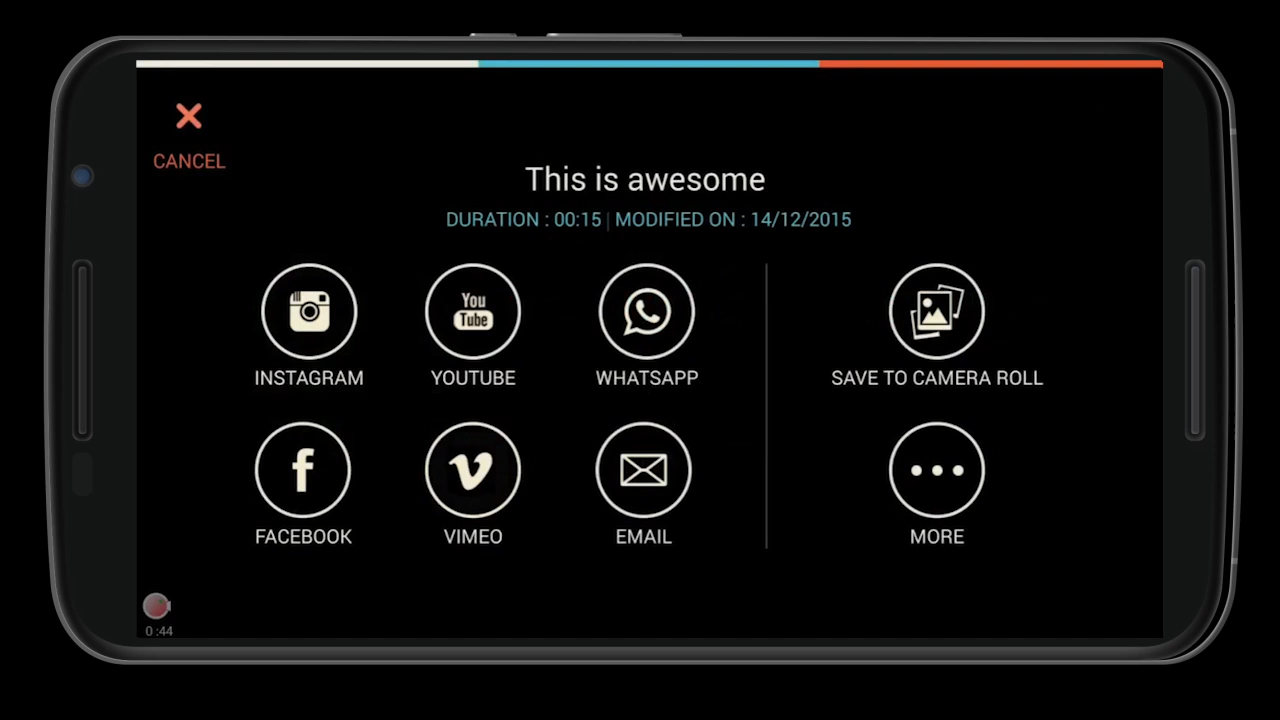 CANCEL
This is awesome
DURATION : 00:15 | MODIFIED ON : 14/12/2015
You
Tube
INSTAGRAM YOUTUBE WHATSAPP SAVE TO CAMERA ROLL
f
v
FACEBOOK VIMEO EMAIL MORE
0 :44